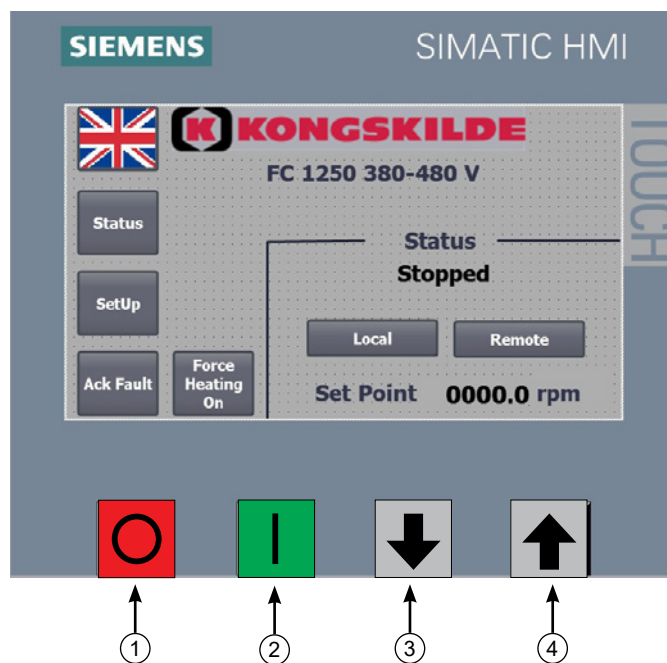 SIEMENS
SIMATIC HMI
TOUCH
K KONGSKILDE
FC 1250 380-480 V
Status
Status
Stopped
SetUp
Local
Remote
Ack Fault
Force
Heating
On
Set Point 0000.0 rpm
1
2
3
4